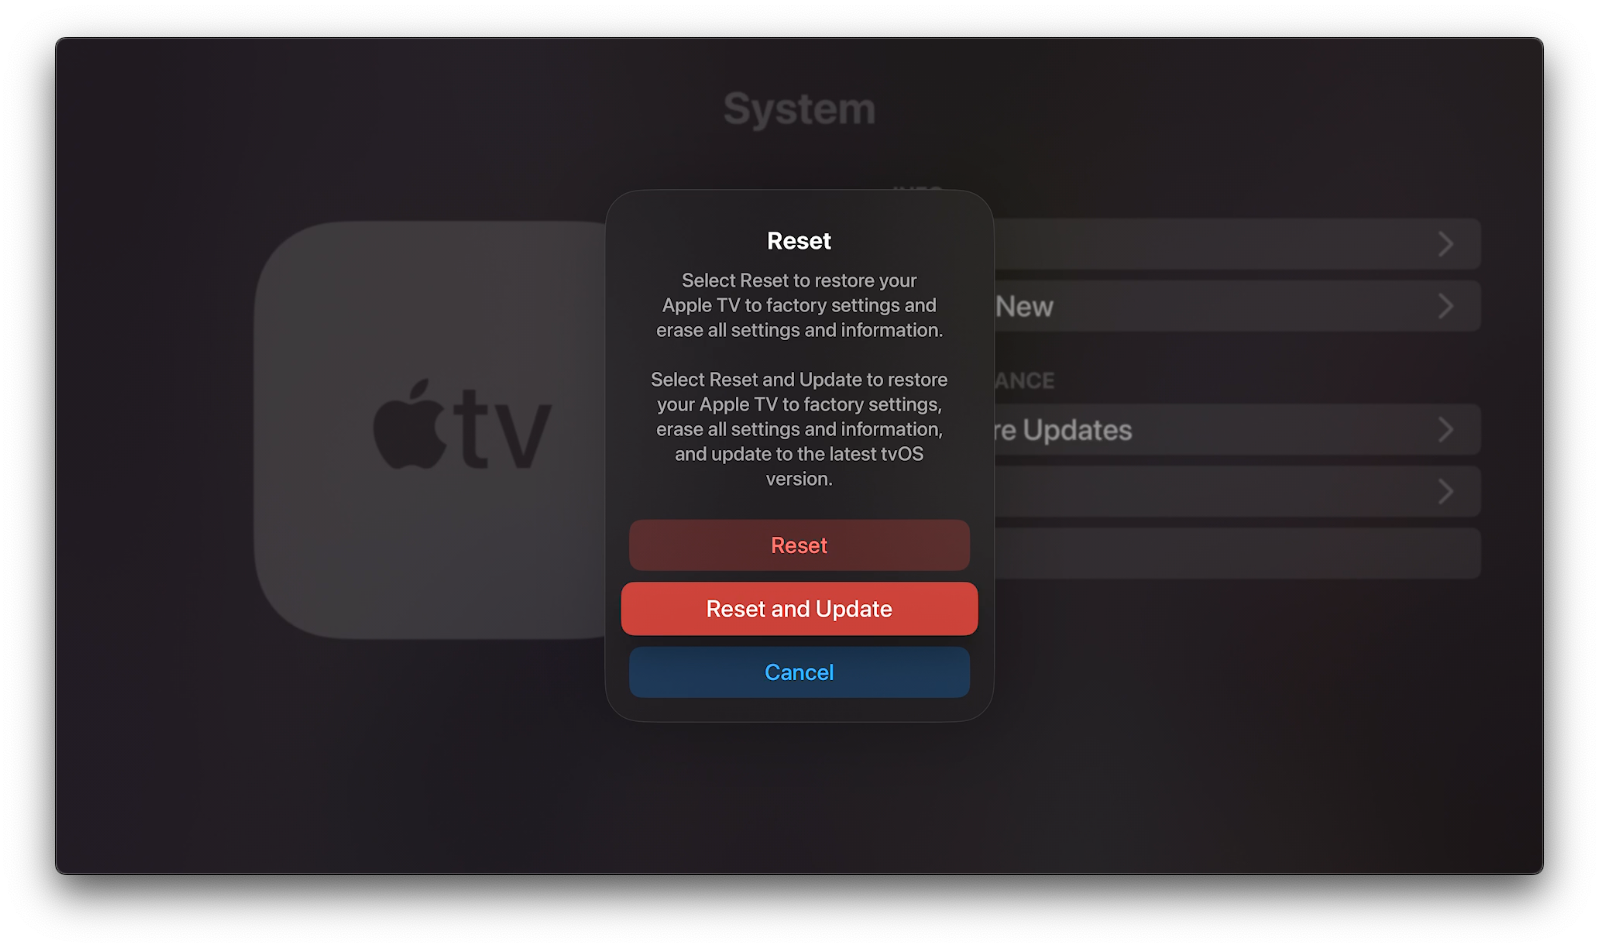 System
Reset
Select Reset to restore your
Apple TV to factory settings and
erase all settings and information.
Select Reset and Update to restore
your Apple TV to factory settings,
erase all settings and information,
and update to the latest tvOS
version.
Reset
Reset and Update
Cancel
tv
New
Updates